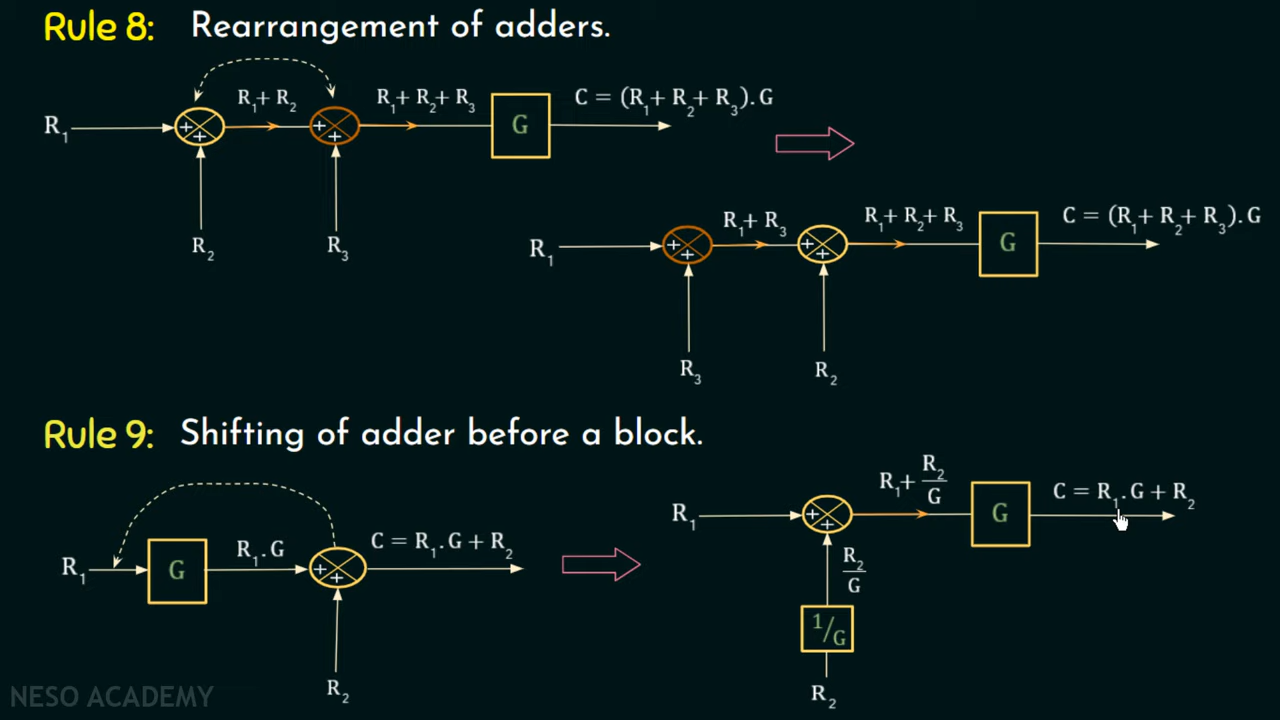 Rule 8: Rearrangement of adders.
R₁ + + R₁+ R₂ + + R₁+ R₂+ R₃ G C = (R₁+ R₂+ R₃).G
R₂ R₃
R₁ + + R₁+ R₃ + + R₁+ R₂+ R₃ G C = (R₁+ R₂+ R₃).G
R₃ R₂
Rule 9: Shifting of adder before a block.
R₁ G R₁.G + + C = R₁.G + R₂
R₂
R₁ + + R₁+ R₂/G G C = R₁.G + R₂
R₂/G
1/G
R₂
NESO ACADEMY